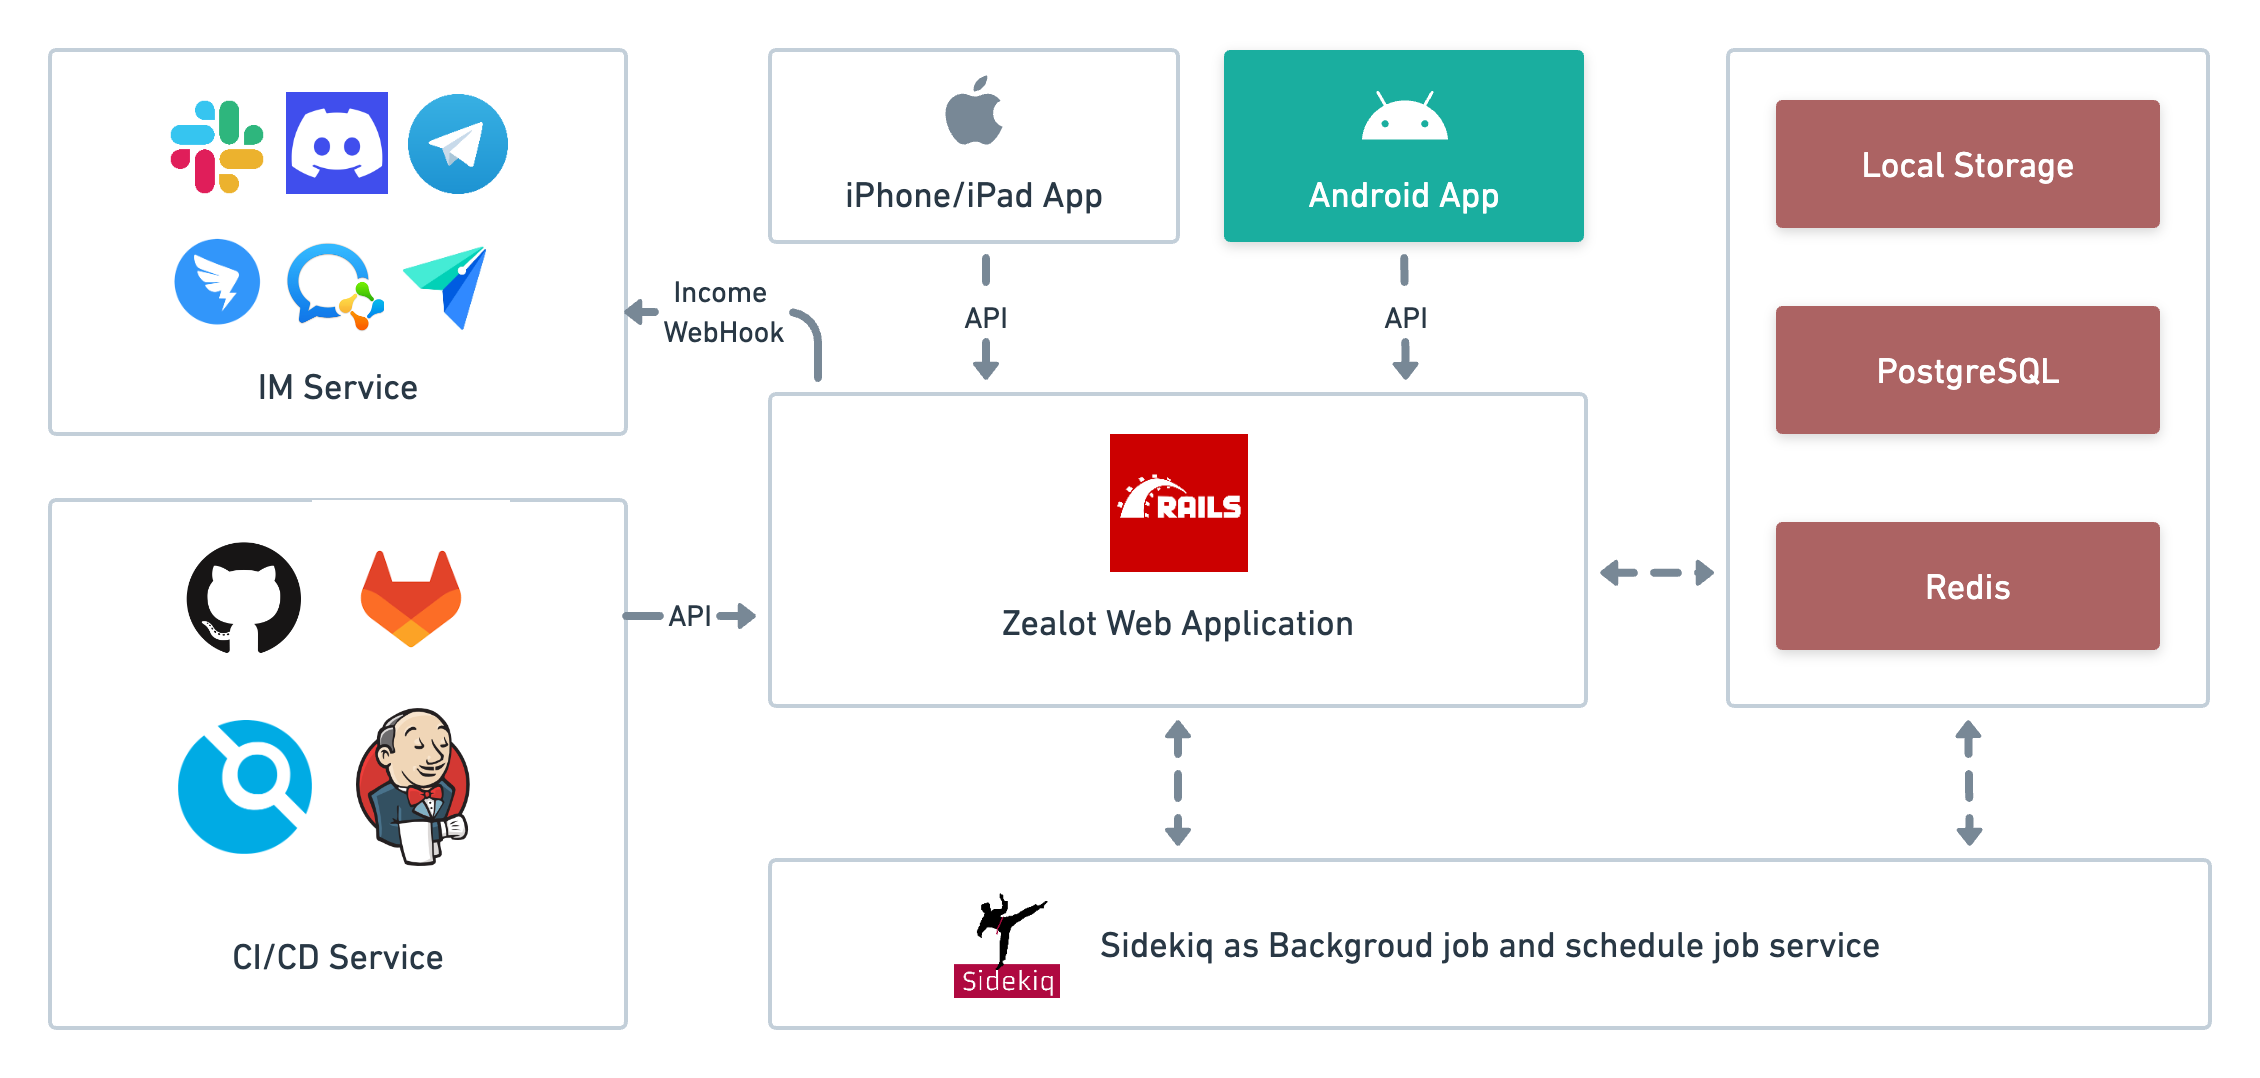 iPhone/iPad App
Android App
Local Storage
PostgreSQL
Redis
Income
WebHook
API
API
IM Service
RAILS
Zealot Web Application
API
CI/CD Service
Sidekiq
Sidekiq as Backgroud job and schedule job service